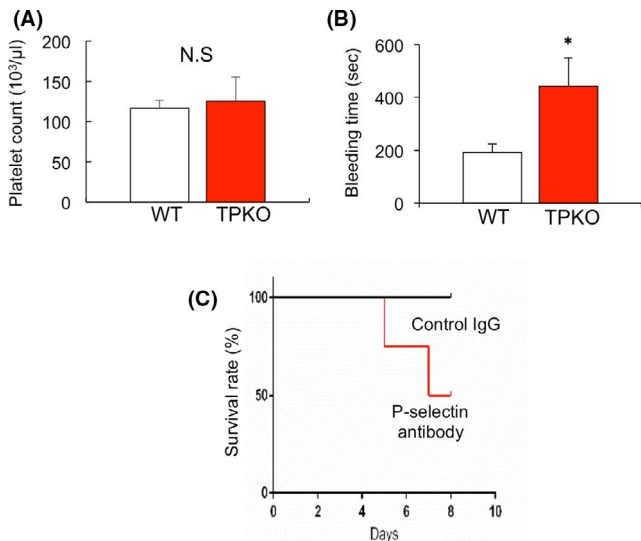 (A)
Platelet count (10³/µl)
200
150
100
50
0
N.S
WT
TPKO
(B)
Bleeding time (sec)
600
400
200
0
*
WT
TPKO
(C)
Survival rate (%)
100
50
0
Control IgG
P-selectin
antibody
0 2 4 6 8 10
Days